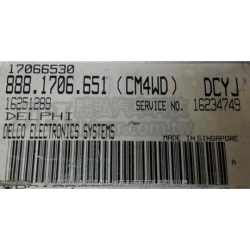 17066530
888.1706.651 (CM4WD) DCYJ
16251289 SERVICE NO. 16234749
DELPHI
DELCO ELECTRONICS SYSTEMS
MADE IN SINGAPORE
A